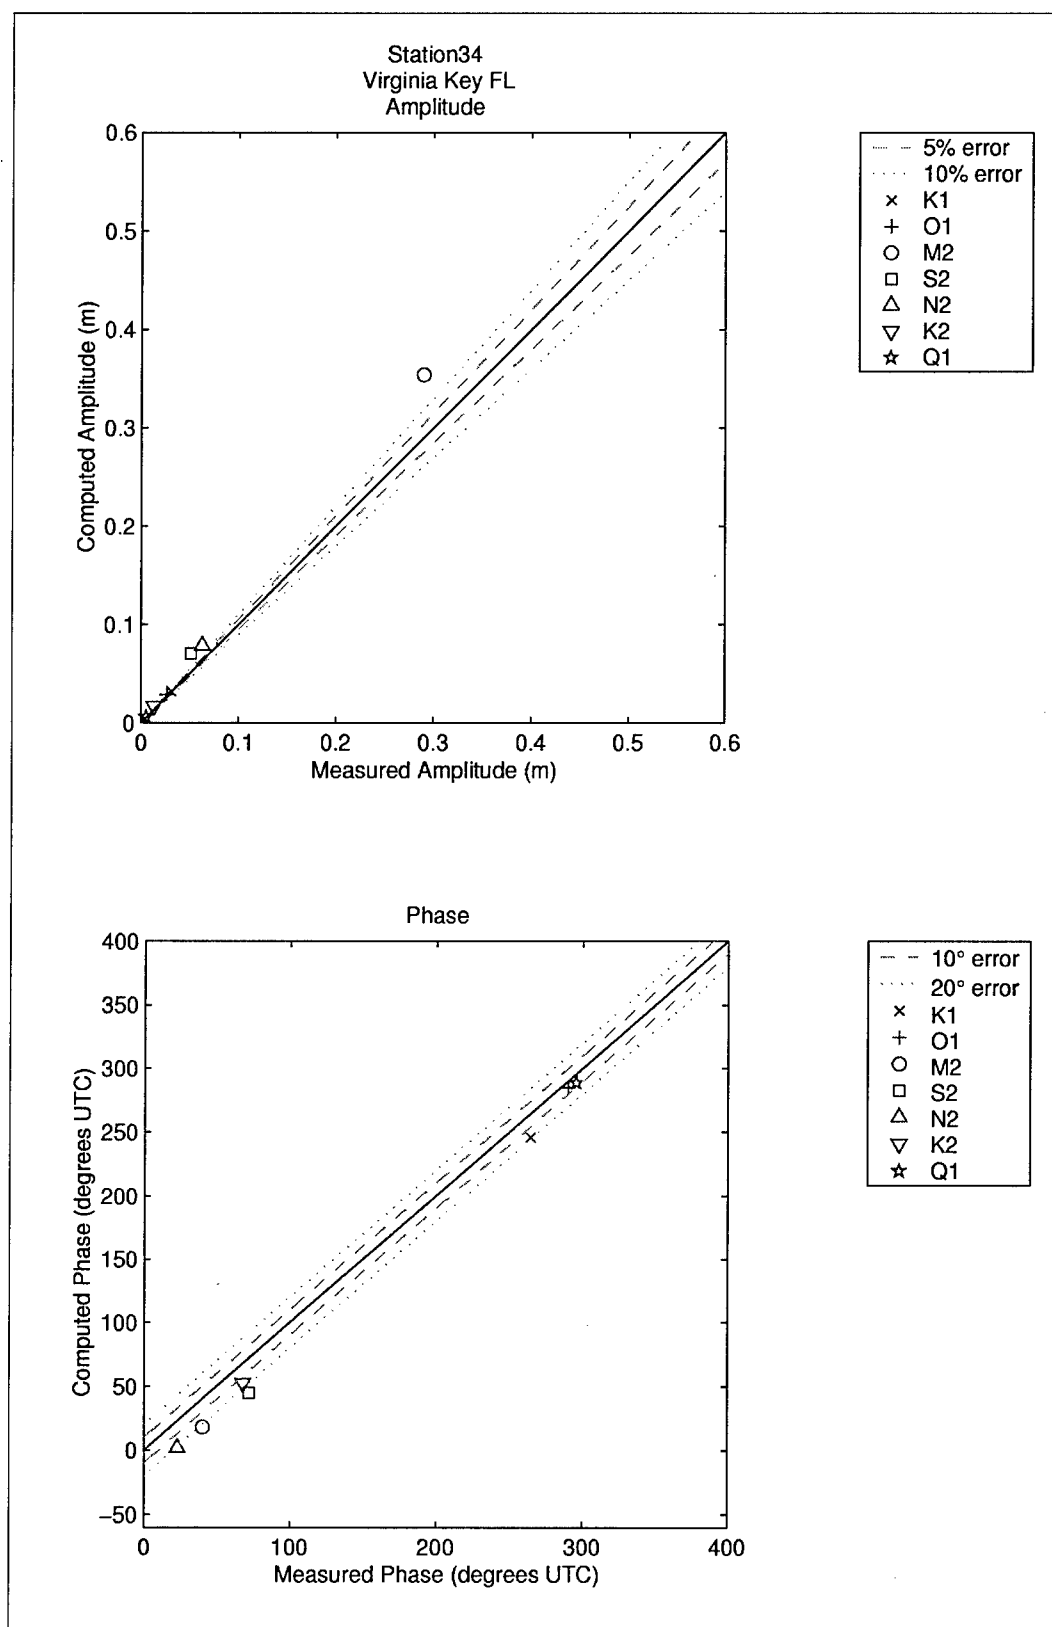 Station34
Virginia Key FL
Amplitude
0.6
0.5
0.4
0.3
0.2
0.1
0
Computed Amplitude (m)
0 0.1 0.2 0.3 0.4 0.5 0.6
Measured Amplitude (m)
5% error
10% error
K1
O1
M2
S2
N2
K2
Q1
Phase
400
350
300
250
200
150
100
50
0
−50
Computed Phase (degrees UTC)
0 100 200 300 400
Measured Phase (degrees UTC)
10° error
20° error
K1
O1
M2
S2
N2
K2
Q1